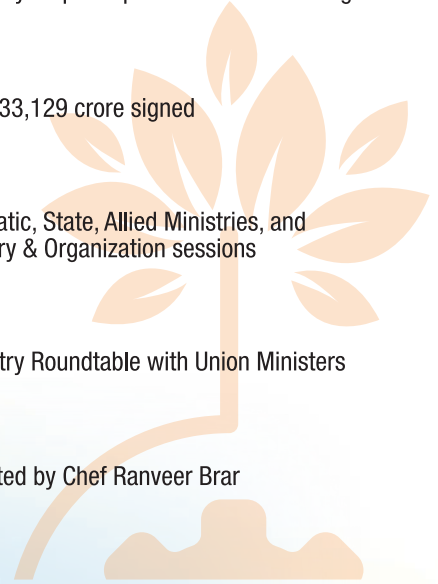 33,129 crore signed
atic, State, Allied Ministries, and
ry & Organization sessions
try Roundtable with Union Ministers
ted by Chef Ranveer Brar